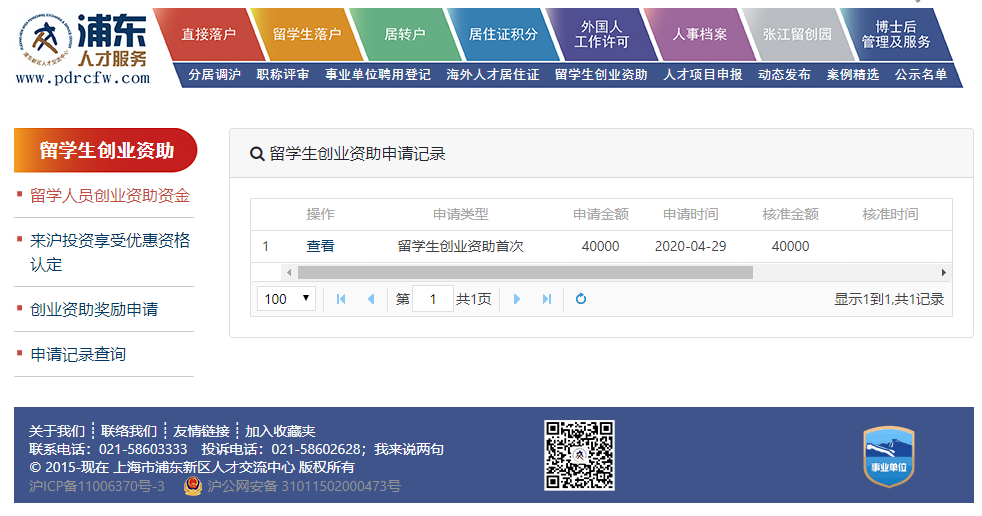 浦东
人才服务
www.pdrcfw.com
直接落户 留学生落户 居转户 居住证积分 外国人工作许可 人事档案 张江留创园 博士后管理及服务
分居调沪 职称评审 事业单位聘用登记 海外人才居住证 留学生创业资助 人才项目申报 动态发布 案例精选 公示名单
留学生创业资助
留学人员创业资助资金
来沪投资享受优惠资格
认定
创业资助奖励申请
申请记录查询
留学生创业资助申请记录
操作 申请类型 申请金额 申请时间 核准金额 核准时间
1 查看 留学生创业资助首次 40000 2020-04-29 40000
100 第 1 共1页 显示1到1,共1记录
关于我们 联络我们 友情链接 加入收藏夹
联系电话：021-58603333 投诉电话：021-58602628；我来说两句
© 2015-现在 上海市浦东新区人才交流中心 版权所有
沪ICP备11006370号-3 沪公网安备 31011502000473号
事业单位